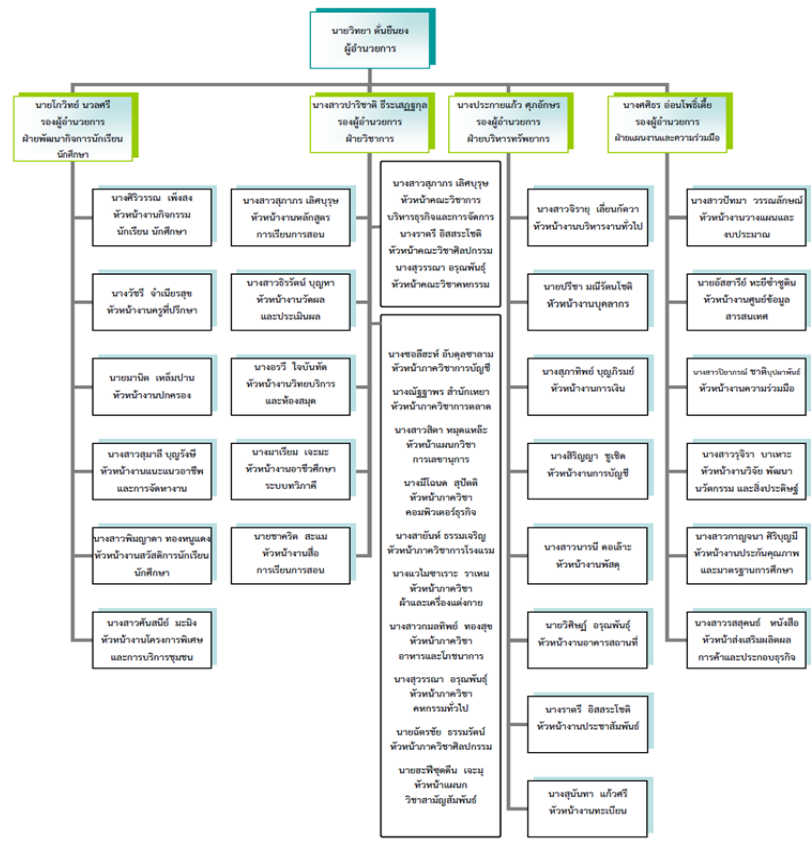 นายวิทยา ตั่นยืนยง
ผู้อำนวยการ
นายโกวิทย์ นวลศรี
รองผู้อำนวยการ
ฝ่ายพัฒนากิจการนักเรียน
นักศึกษา
นางสาวปาริชาติ ธีระเสฏฐกุล
รองผู้อำนวยการ
ฝ่ายวิชาการ
นางประกายแก้ว ศุภอักษร
รองผู้อำนวยการ
ฝ่ายบริหารทรัพยากร
นางศศิธร อ่อนโพธิ์เตี้ย
รองผู้อำนวยการ
ฝ่ายแผนงานและความร่วมมือ
นางศิริวรรณ เพ็งสง
หัวหน้างานกิจกรรม
นักเรียน นักศึกษา
นางวัชรี จำเนียรสุข
หัวหน้างานครูที่ปรึกษา
นายมานิต เหล็มปาน
หัวหน้างานปกครอง
นางสาวสุมาลี บุญรังษี
หัวหน้างานแนะแนวอาชีพ
และการจัดหางาน
นางสาวพิมญาดา ทองหนูแดง
หัวหน้างานสวัสดิการนักเรียน
นักศึกษา
นางสาวศันสนีย์ มะมิง
หัวหน้างานโครงการพิเศษ
และการบริการชุมชน
นางสาวสุภาภร เลิศบุรุษ
หัวหน้างานหลักสูตร
การเรียนการสอน
นางสาวธิรรัตน์ บุญหา
หัวหน้างานวัดผล
และประเมินผล
นางอรวี ใจบันทัด
หัวหน้างานวิทยบริการ
และห้องสมุด
นางมาเรียม เจะมะ
หัวหน้างานอาชีวศึกษา
ระบบทวิภาคี
นายชาคริต สะแม
หัวหน้างานสื่อ
การเรียนการสอน
นางสาวสุภาภร เลิศบุรุษ
หัวหน้าคณะวิชาการ
บริหารธุรกิจและการจัดการ
นางราตรี อิสสระโชติ
หัวหน้าคณะวิชาศิลปกรรม
นางสุวรรณา อรุณพันธุ์
หัวหน้าคณะวิชาคหกรรม
นางซอลีฮะห์ อับดุลซาลาม
หัวหน้าภาควิชาการบัญชี
นางณัฐฐาพร สำนักเหยา
หัวหน้าภาควิชาการตลาด
นางสาวสิตา หมุดแหล๊ะ
หัวหน้าแผนกวิชา
การเลขานุการ
นางมีโฉนด สุปัตติ
หัวหน้าภาควิชา
คอมพิวเตอร์ธุรกิจ
นางสายันห์ ธรรมเจริญ
หัวหน้าภาควิชาการโรงแรม
นางแวไมซาเราะ ราเหม
หัวหน้าภาควิชา
ผ้าและเครื่องแต่งกาย
นางสาวกมลทิพย์ ทองสุข
หัวหน้าภาควิชา
อาหารและโภชนาการ
นางสุวรรณา อรุณพันธุ์
หัวหน้าภาควิชา
คหกรรมทั่วไป
นายฉัตรชัย ธรรมรัตน์
หัวหน้าภาควิชาศิลปกรรม
นายฮะฟีซุดดีน เจะมุ
หัวหน้าแผนก
วิชาสามัญสัมพันธ์
นางสาวจิรายุ เลี่ยนกัตวา
หัวหน้างานบริหารงานทั่วไป
นายปรีชา มณีรัตนโชติ
หัวหน้างานบุคลากร
นางสุภาทิพย์ บุญภิรมย์
หัวหน้างานการเงิน
นางสิริญญา ชูเชิด
หัวหน้างานการบัญชี
นางสาวนารนี ดอเล๊าะ
หัวหน้างานพัสดุ
นายวิศิษฏ์ อรุณพันธุ์
หัวหน้างานอาคารสถานที่
นางราตรี อิสสระโชติ
หัวหน้างานประชาสัมพันธ์
นางสุนันทา แก้วศรี
หัวหน้างานทะเบียน
นางสาวปัทมา วรรณลักษณ์
หัวหน้างานวางแผนและ
งบประมาณ
นายอัสฮารีย์ หะยีซำซูดิน
หัวหน้างานศูนย์ข้อมูล
สารสนเทศ
นางสาวปิยาภรณ์ ชาติบุปผาพันธ์
หัวหน้างานความร่วมมือ
นางสาวรุจิรา บาเหาะ
หัวหน้างานวิจัย พัฒนา
นวัตกรรม และสิ่งประดิษฐ์
นางสาวกาญจนา ศิริบุญมี
หัวหน้างานประกันคุณภาพ
และมาตรฐานการศึกษา
นางสาวรสสุคนธ์ หนังสือ
หัวหน้าส่งเสริมผลิตผล
การค้าและประกอบธุรกิจ